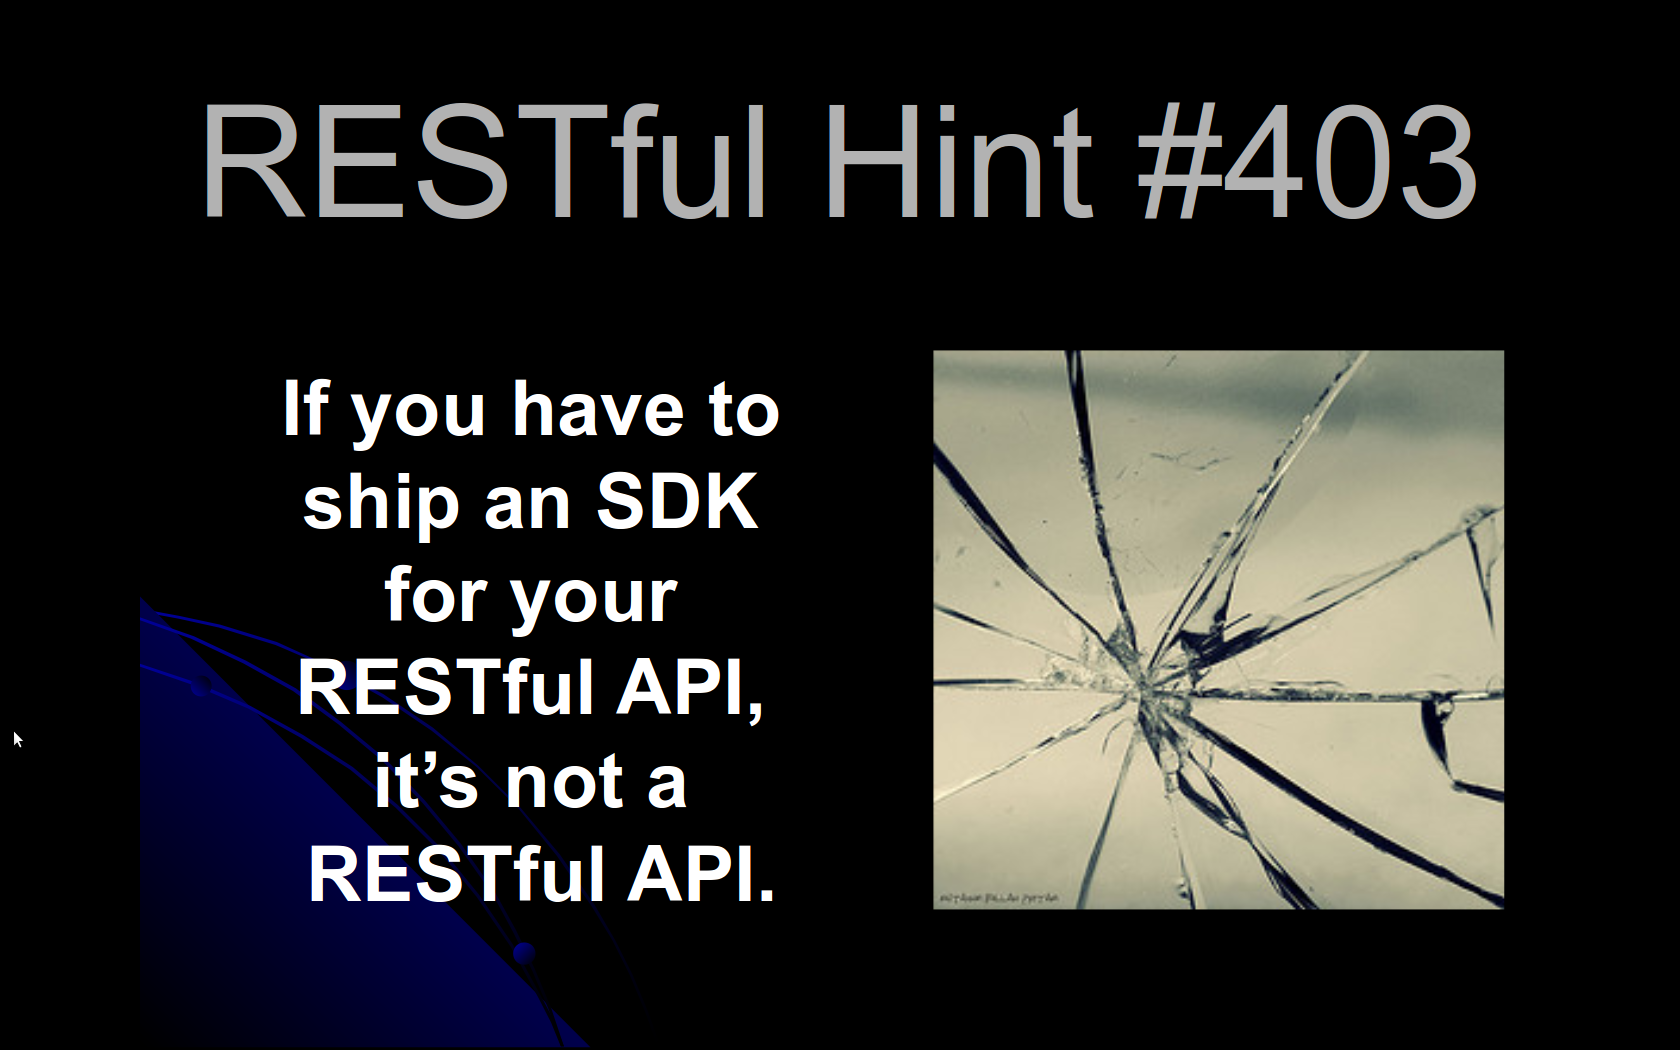 RESTful Hint #403
If you have to
ship an SDK
for your
RESTful API,
it’s not a
RESTful API.